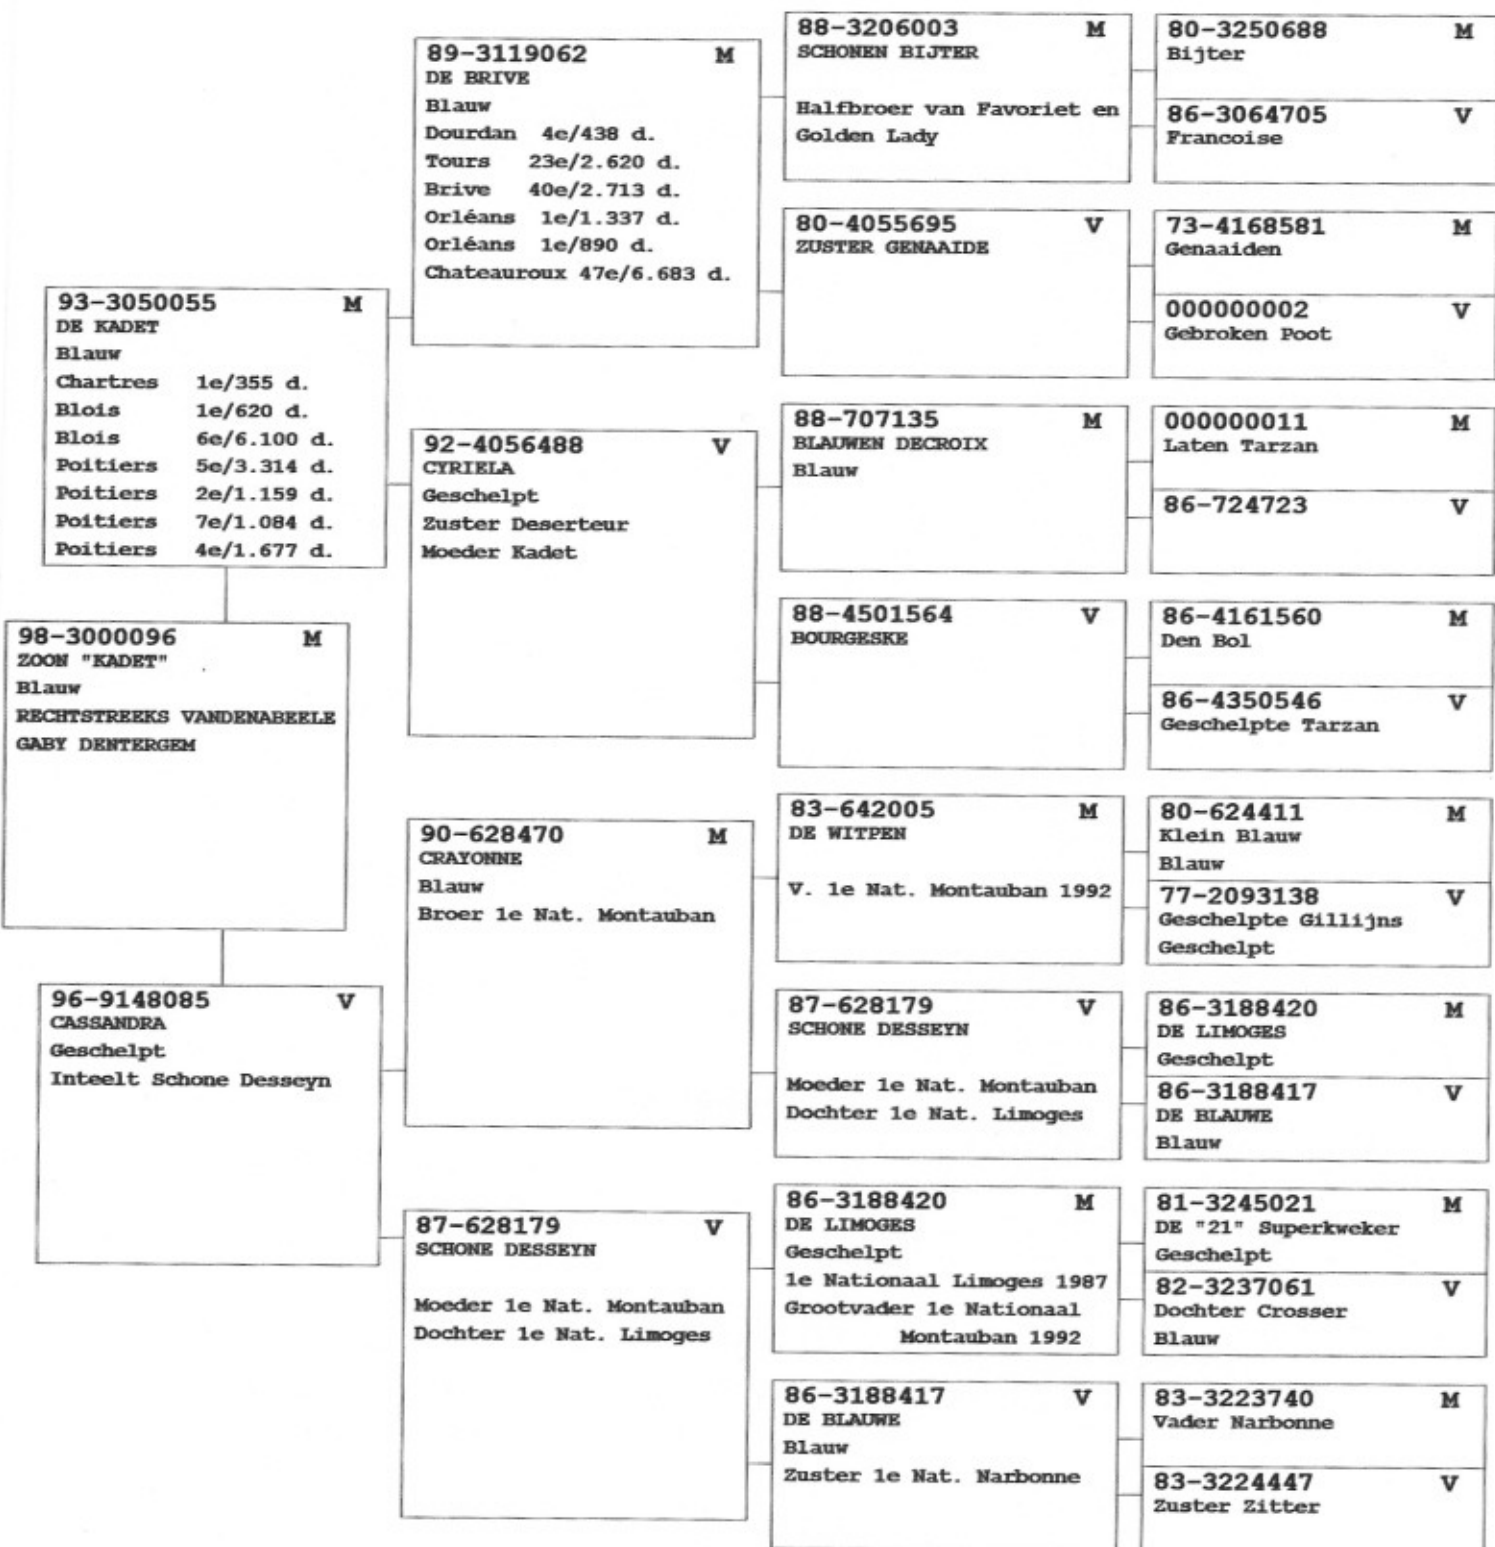 93-3050055 M
DE KADET
Blauw
Chartres 1e/355 d.
Blois 1e/620 d.
Blois 6e/6.100 d.
Poitiers 5e/3.314 d.
Poitiers 2e/1.159 d.
Poitiers 7e/1.084 d.
Poitiers 4e/1.677 d.
98-3000096 M
ZOON "KADET"
Blauw
RECHTSTREEKS VANDENABEELE
GABY DENTERGEM
96-9148085 V
CASSANDRA
Geschelpt
Inteelt Schone Desseyn
89-3119062 M
DE BRIVE
Blauw
Dourdan 4e/438 d.
Tours 23e/2.620 d.
Brive 40e/2.713 d.
Orléans 1e/1.337 d.
Orléans 1e/890 d.
Chateauroux 47e/6.683 d.
92-4056488 V
CYRIELA
Geschelpt
Zuster Deserteur
Moeder Kadet
90-628470 M
CRAYONNE
Blauw
Broer 1e Nat. Montauban
87-628179 V
SCHONE DESSEYN
Moeder 1e Nat. Montauban
Dochter 1e Nat. Limoges
88-3206003 M
SCHONEN BIJTER
Halfbroer van Favoriet en
Golden Lady
80-4055695 V
ZUSTER GENAAIDE
88-707135 M
BLAUWEN DECROIX
Blauw
88-4501564 V
BOURGESKE
83-642005 M
DE WITPEN
V. 1e Nat. Montauban 1992
87-628179 V
SCHONE DESSEYN
Moeder 1e Nat. Montauban
Dochter 1e Nat. Limoges
86-3188420 M
DE LIMOGES
Geschelpt
1e Nationaal Limoges 1987
Grootvader 1e Nationaal
Montauban 1992
86-3188417 V
DE BLAUWE
Blauw
Zuster 1e Nat. Narbonne
80-3250688 M
Bijter
86-3064705 V
Francoise
73-4168581 M
Genaaiden
000000002 V
Gebroken Poot
000000011 M
Laten Tarzan
86-724723 V
86-4161560 M
Den Bol
86-4350546 V
Geschelpte Tarzan
80-624411 M
Klein Blauw
Blauw
77-2093138 V
Geschelpte Gillijns
Geschelpt
86-3188420 M
DE LIMOGES
Geschelpt
86-3188417 V
DE BLAUWE
Blauw
81-3245021 M
DE "21" Superkweker
Geschelpt
82-3237061 V
Dochter Crosser
Blauw
83-3223740 M
Vader Narbonne
83-3224447 V
Zuster Zitter